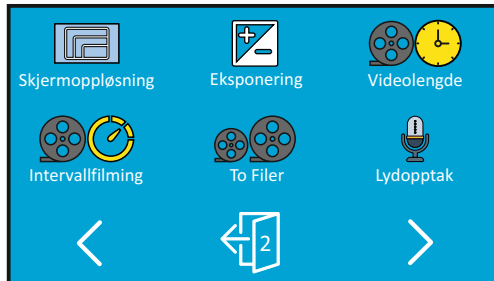 Skjermoppløsning
Eksponering
Videolengde
Intervallfilming
To Filer
Lydopptak
2